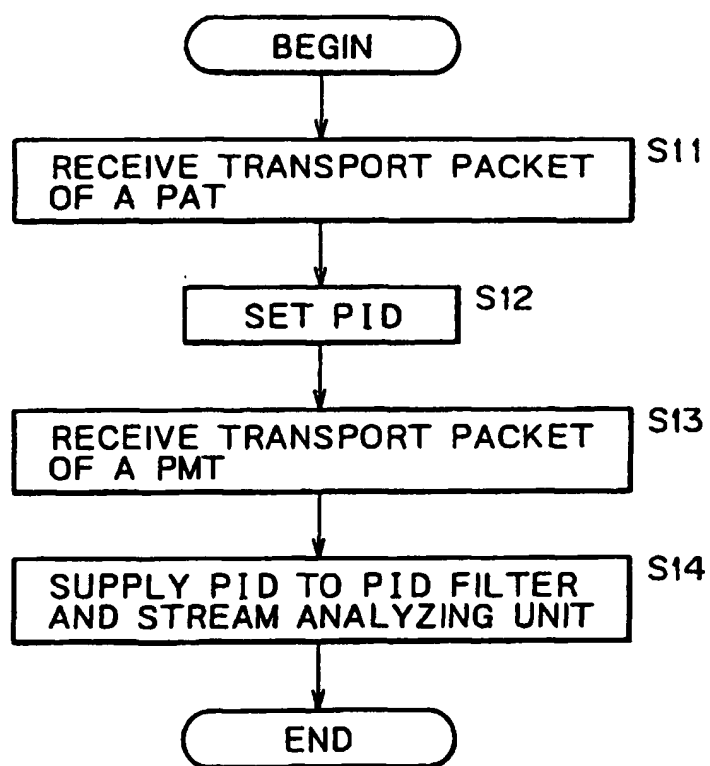 BEGIN
RECEIVE TRANSPORT PACKET
OF A PAT
S11
SET PID
S12
RECEIVE TRANSPORT PACKET
OF A PMT
S13
SUPPLY PID TO PID FILTER
AND STREAM ANALYZING UNIT
S14
END